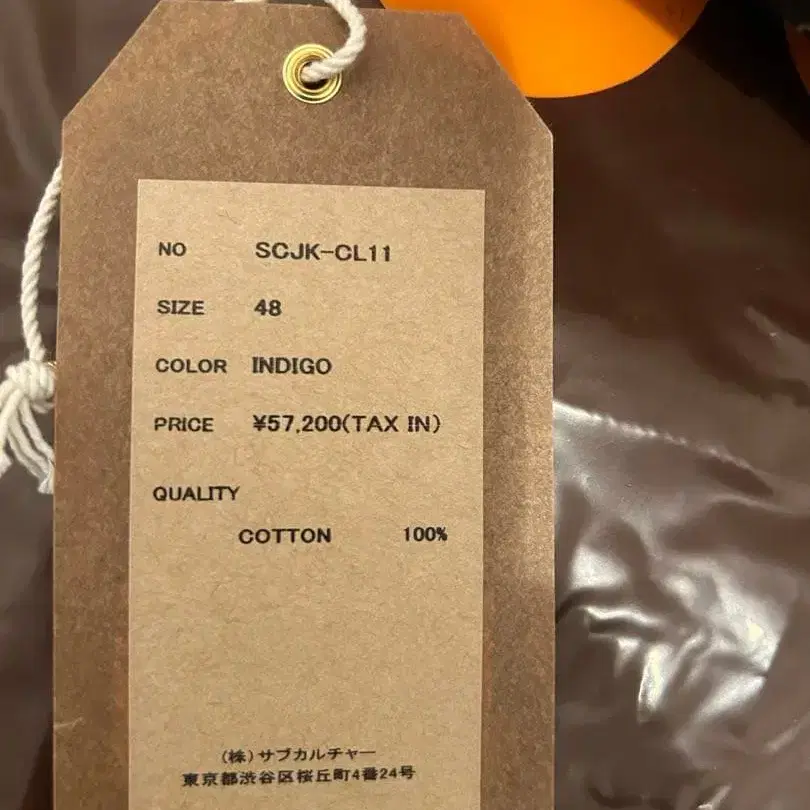 NO SCJK-CL11
SIZE 48
COLOR INDIGO
PRICE ¥57,200(TAX IN)
QUALITY
COTTON 100%
(株)サブカルチャー
東京都渋谷区桜丘町4番24号